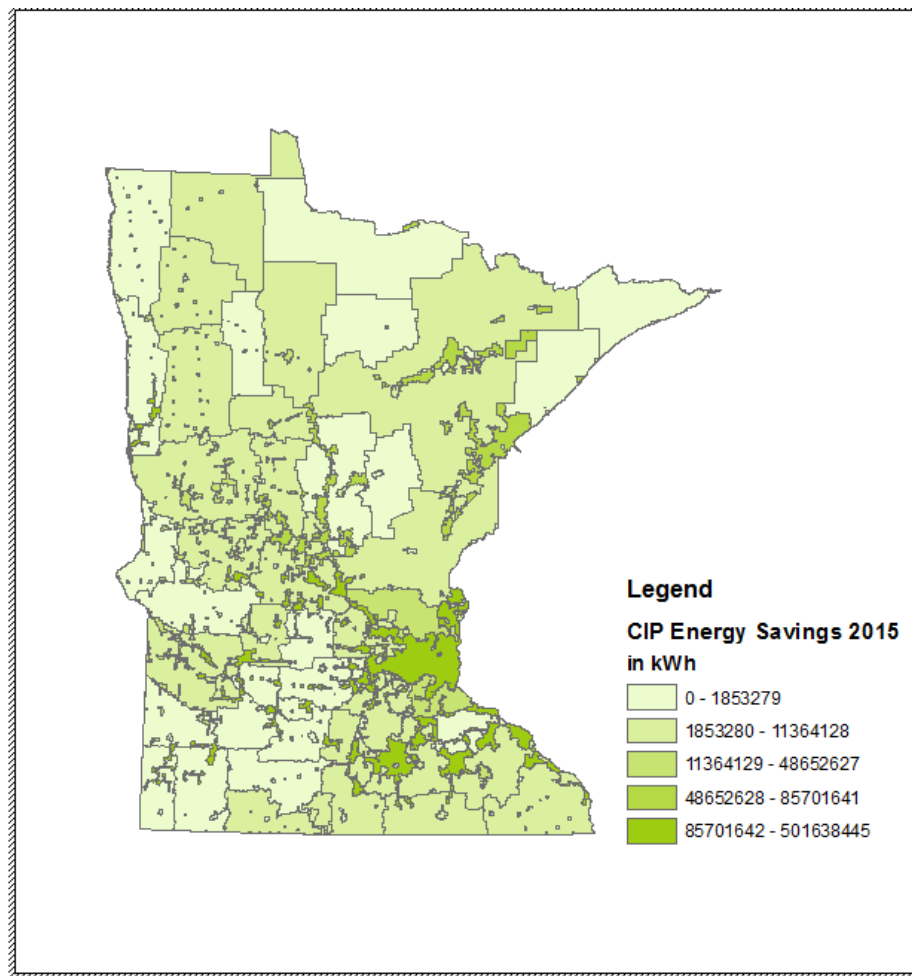 Legend
CIP Energy Savings 2015
in kWh
0 - 1853279
1853280 - 11364128
11364129 - 48652627
48652628 - 85701641
85701642 - 501638445